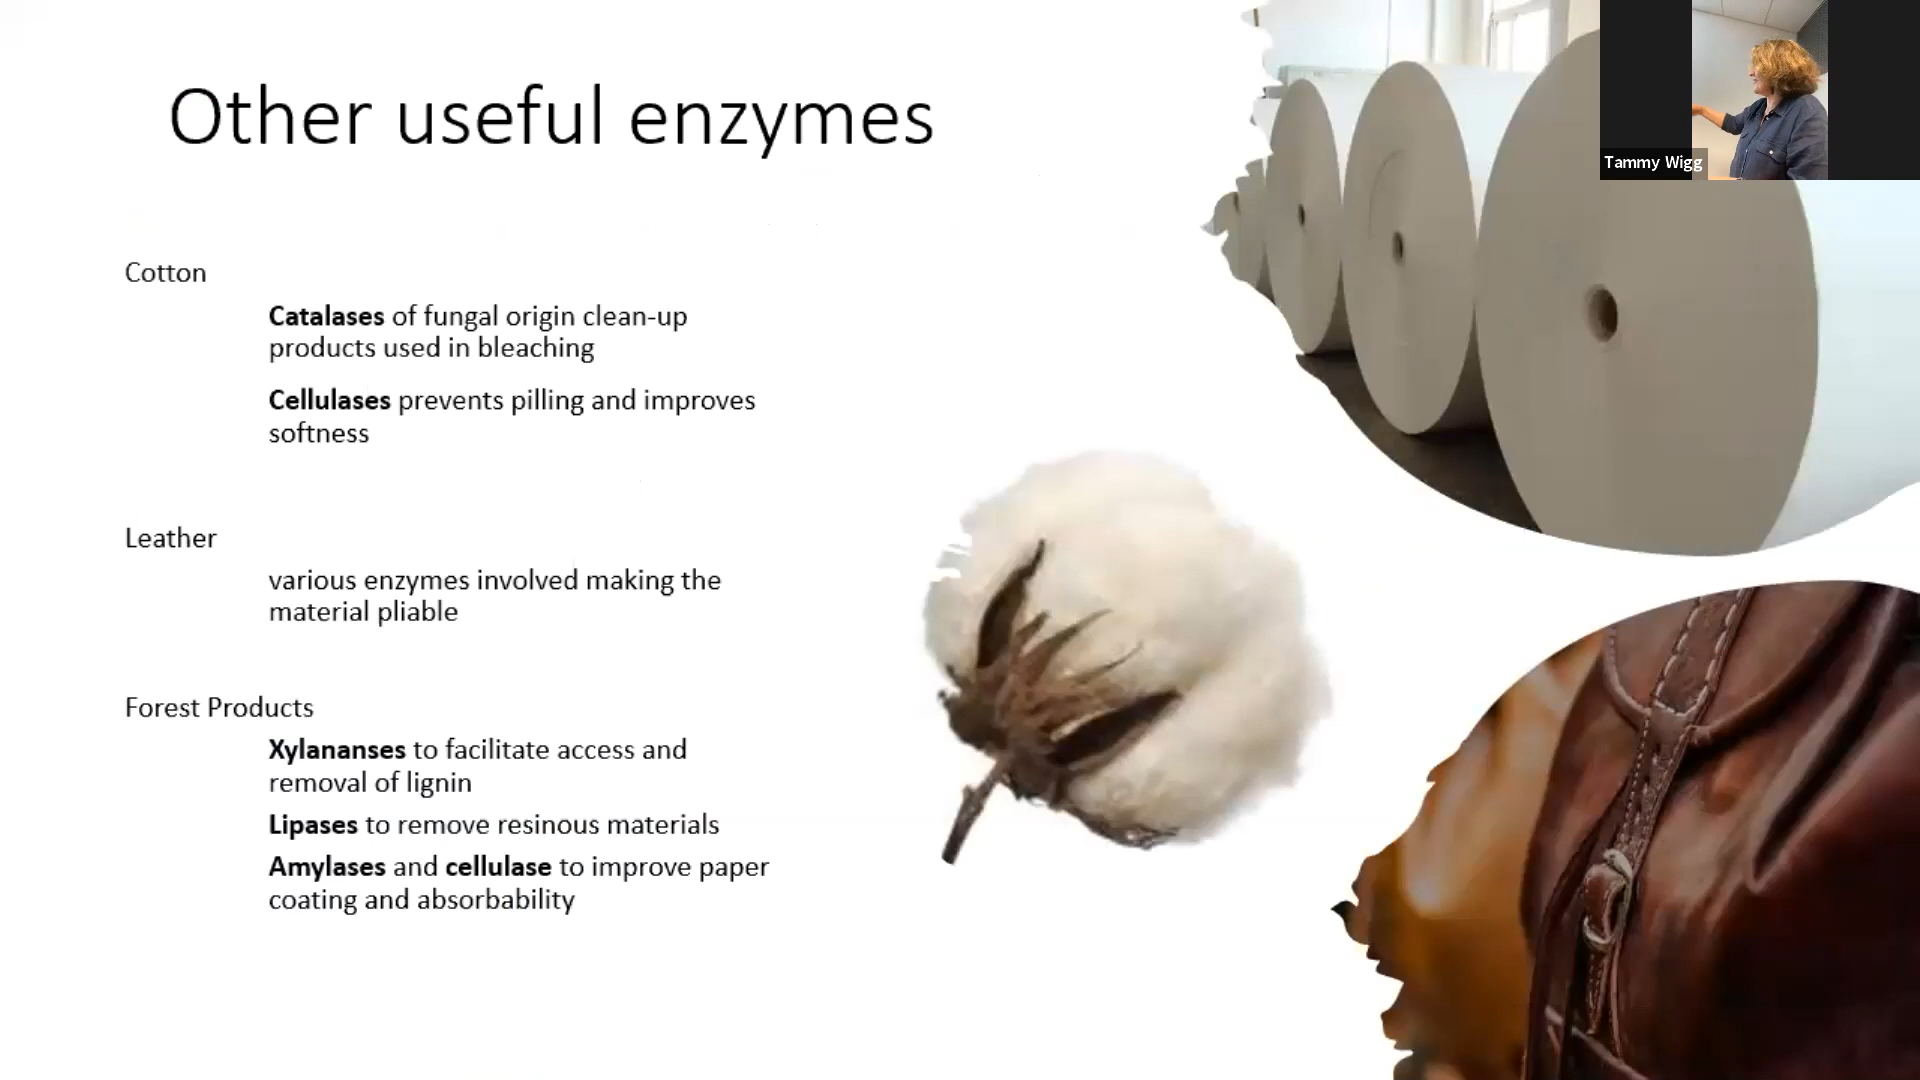 Other useful enzymes
Tammy Wigg
Cotton
Catalases of fungal origin clean-up
products used in bleaching
Cellulases prevents pilling and improves
softness
Leather
various enzymes involved making the
material pliable
Forest Products
Xylananses to facilitate access and
removal of lignin
Lipases to remove resinous materials
Amylases and cellulase to improve paper
coating and absorbability